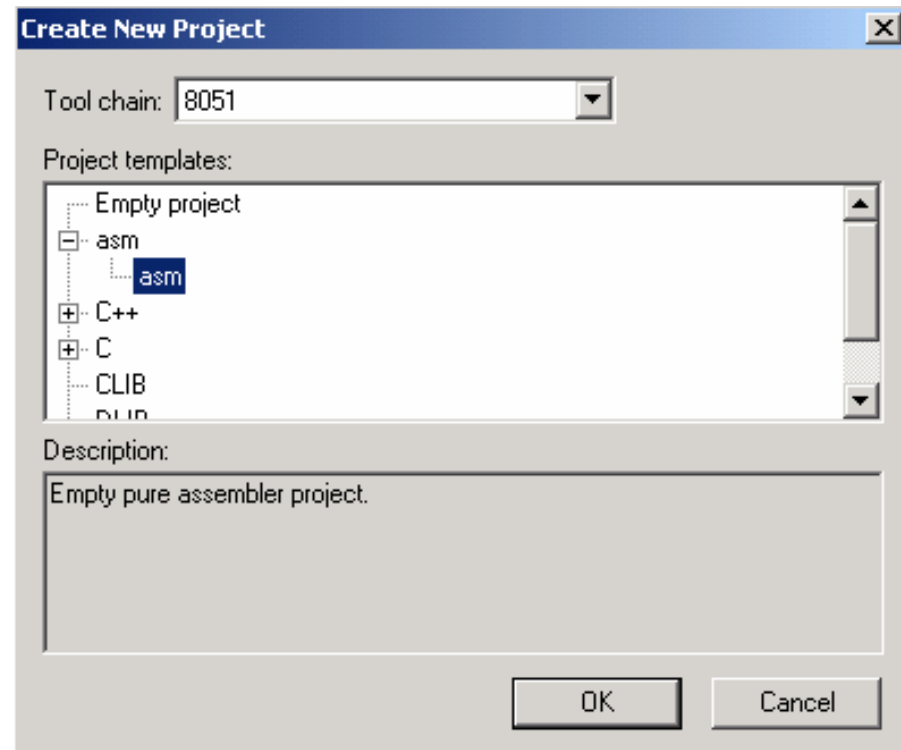 Create New Project
Tool chain: 8051
Project templates:
Empty project
asm
asm
C++
C
CLIB
Description:
Empty pure assembler project.
OK Cancel